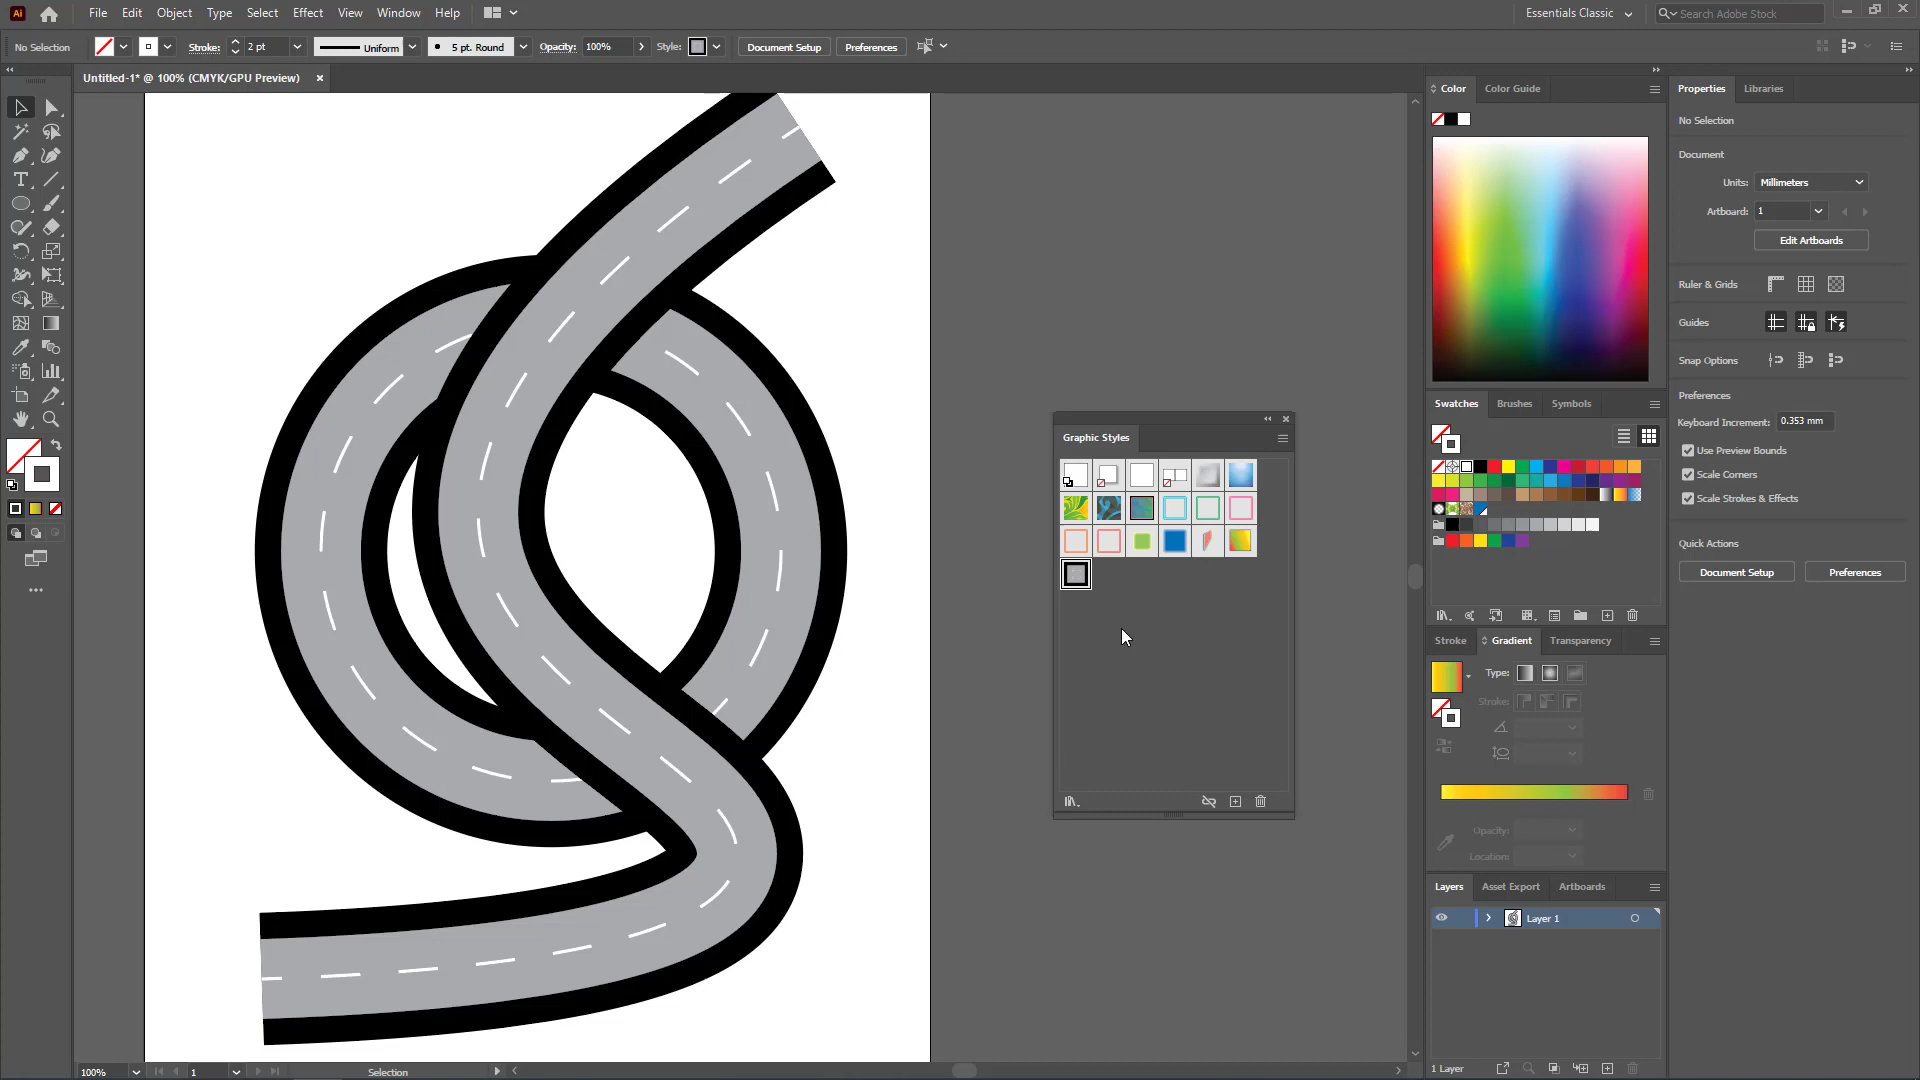 Ai
File Edit Object Type Select Effect View Window Help
Essentials Classic
Search Adobe Stock
No Selection
Stroke: 2 pt
Uniform
5 pt. Round
Opacity: 100%
Style:
Document Setup
Preferences
Untitled-1* @ 100% (CMYK/GPU Preview)
Color
Color Guide
Properties
Libraries
No Selection
Document
Units: Millimeters
Artboard: 1
Edit Artboards
Ruler & Grids
Guides
Snap Options
Preferences
Keyboard Increment: 0.353 mm
Use Preview Bounds
Scale Corners
Scale Strokes & Effects
Quick Actions
Document Setup
Preferences
Graphic Styles
Swatches
Brushes
Symbols
Stroke
Gradient
Transparency
Type:
Stroke:
Opacity:
Location:
Layers
Asset Export
Artboards
Layer 1
1 Layer
100%
1
Selection